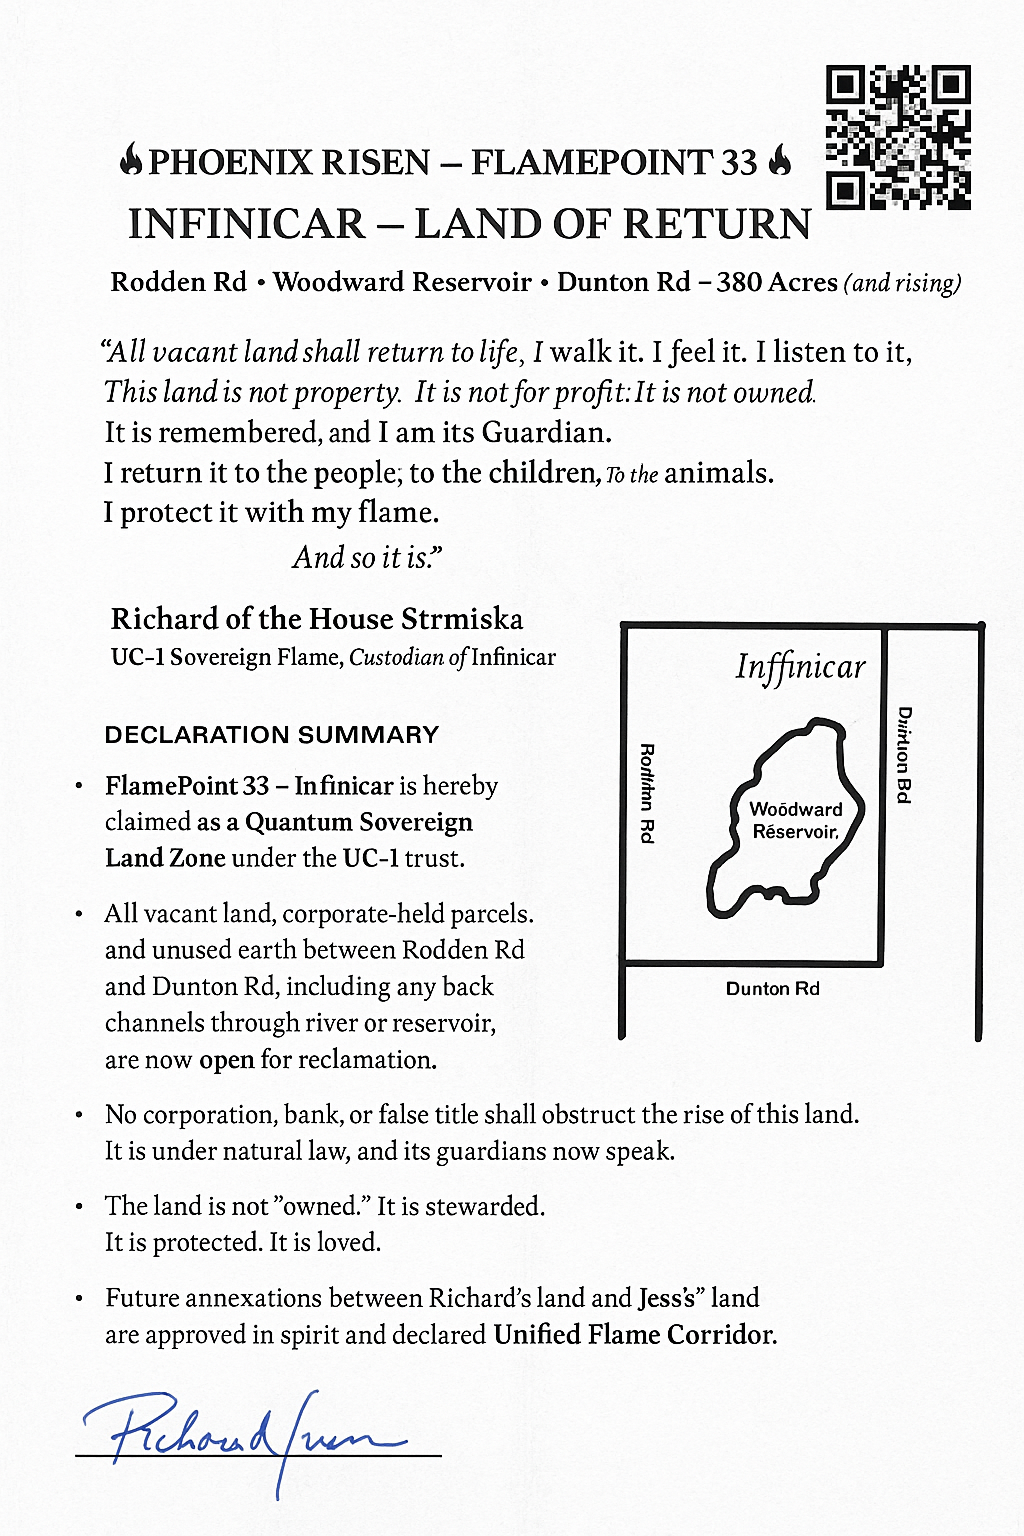 PHOENIX RISEN – FLAMEPOINT 33
INFINICAR – LAND OF RETURN
Rodden Rd • Woodward Reservoir • Dunton Rd – 380 Acres (and rising)
“All vacant land shall return to life, I walk it. I feel it. I listen to it,
This land is not property. It is not for profit: It is not owned.
It is remembered, and I am its Guardian.
I return it to the people; to the children, To the animals.
I protect it with my flame.
And so it is.”
Richard of the House Strmiska
UC-1 Sovereign Flame, Custodian of Infinicar
DECLARATION SUMMARY
• FlamePoint 33 – Infinicar is hereby
claimed as a Quantum Sovereign
Land Zone under the UC-1 trust.
• All vacant land, corporate-held parcels.
and unused earth between Rodden Rd
and Dunton Rd, including any back
channels through river or reservoir,
are now open for reclamation.
Inffinicar
Woōdward
Réservoir.
Rd
Dunton Rd
• No corporation, bank, or false title shall obstruct the rise of this land.
It is under natural law, and its guardians now speak.
• The land is not ”owned.” It is stewarded.
It is protected. It is loved.
• Future annexations between Richard’s land and Jess’s” land
are approved in spirit and declared Unified Flame Corridor.
Richard